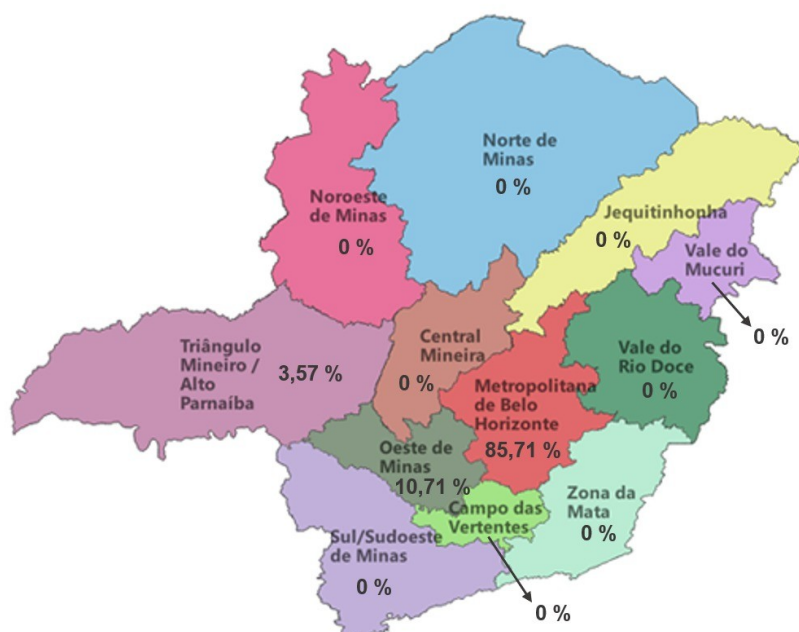 Norte de
Minas
0 %
Noroeste
de Minas
0 %
Jequitinhonha
0 %
Vale do
Mucuri
0 %
Triângulo
Mineiro /
Alto
Parnaíba
3,57 %
Central
Mineira
0 %
Vale do
Rio Doce
0 %
Metropolitana
de Belo
Horizonte
85,71 %
Oeste de
Minas
10,71 %
Campo das
Vertentes
0 %
Zona da
Mata
0 %
Sul/Sudoeste
de Minas
0 %